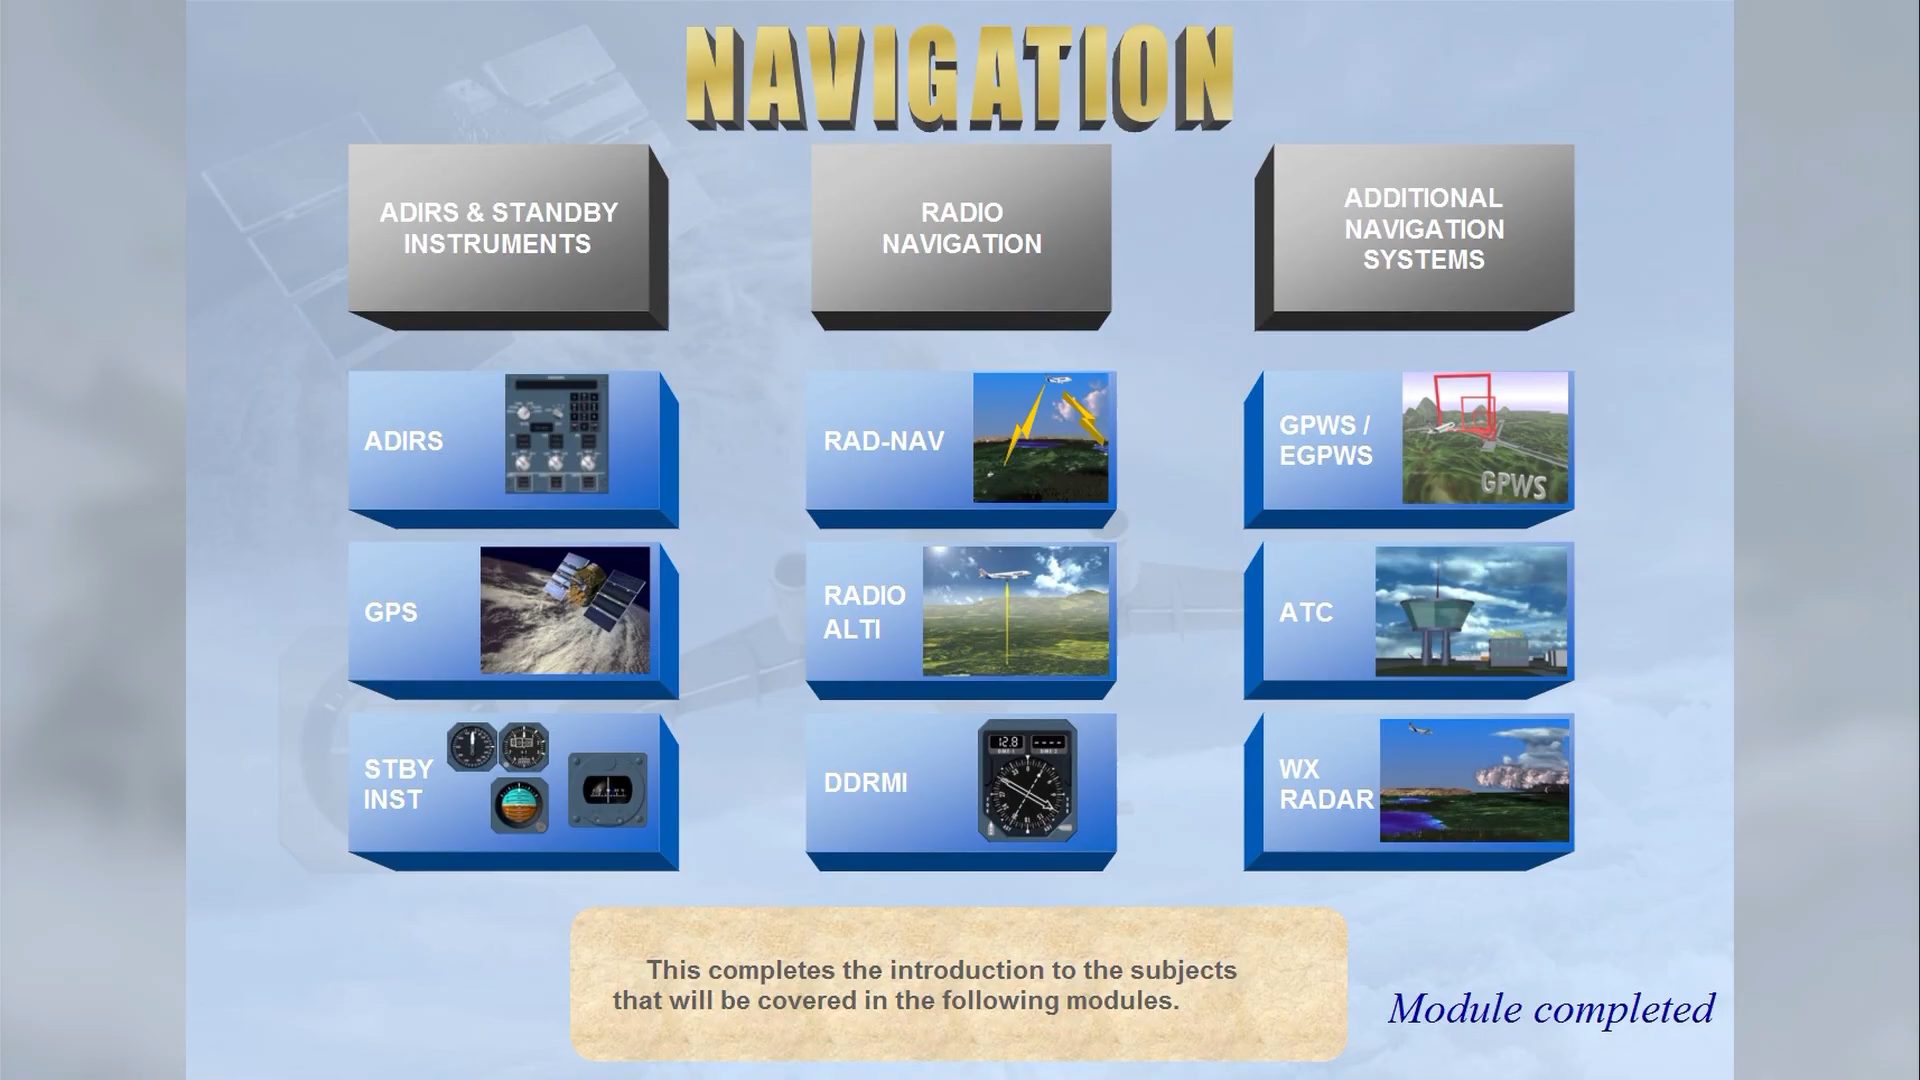 NAVIGATION
ADIRS & STANDBY
INSTRUMENTS
RADIO
NAVIGATION
ADDITIONAL
NAVIGATION
SYSTEMS
ADIRS
RAD-NAV
GPWS /
EGPWS
GPWS
GPS
RADIO
ALTI
ATC
STBY
INST
DDRMI
12.8
WX
RADAR
This completes the introduction to the subjects
that will be covered in the following modules.
Module completed